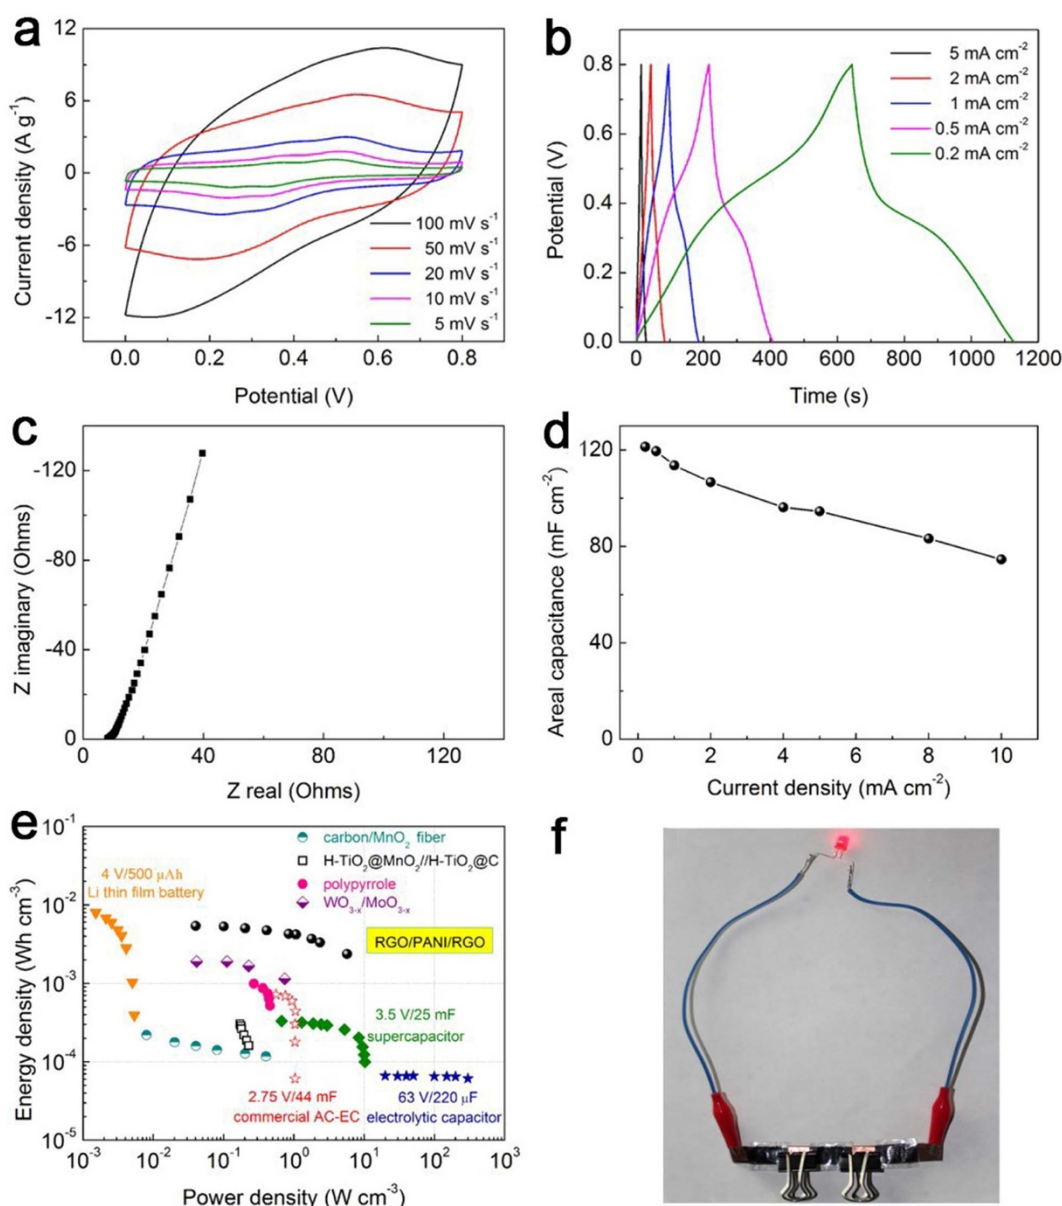 a
12
6
0
-6
-12
Current density (A g⁻¹)
100 mV s⁻¹
50 mV s⁻¹
20 mV s⁻¹
10 mV s⁻¹
5 mV s⁻¹
0.0 0.2 0.4 0.6 0.8
Potential (V)
b
0.8
0.6
0.4
0.2
0.0
Potential (V)
5 mA cm⁻²
2 mA cm⁻²
1 mA cm⁻²
0.5 mA cm⁻²
0.2 mA cm⁻²
0 200 400 600 800 1000 1200
Time (s)
c
-120
-80
-40
0
Z imaginary (Ohms)
0 40 80 120
Z real (Ohms)
d
120
80
40
0
Areal capacitance (mF cm⁻²)
0 2 4 6 8 10
Current density (mA cm⁻²)
e
10⁻¹
10⁻²
10⁻³
10⁻⁴
10⁻⁵
Energy density (Wh cm⁻³)
carbon/MnO₂ fiber
H-TiO₂@MnO₂//H-TiO₂@C
polypyrrole
WO₃₋ₓ/MoO₃₋ₓ
4 V/500 μAh
Li thin film battery
RGO/PANI/RGO
3.5 V/25 mF
supercapacitor
2.75 V/44 mF
commercial AC-EC
63 V/220 μF
electrolytic capacitor
10⁻³ 10⁻² 10⁻¹ 10⁰ 10¹ 10² 10³
Power density (W cm⁻³)
f